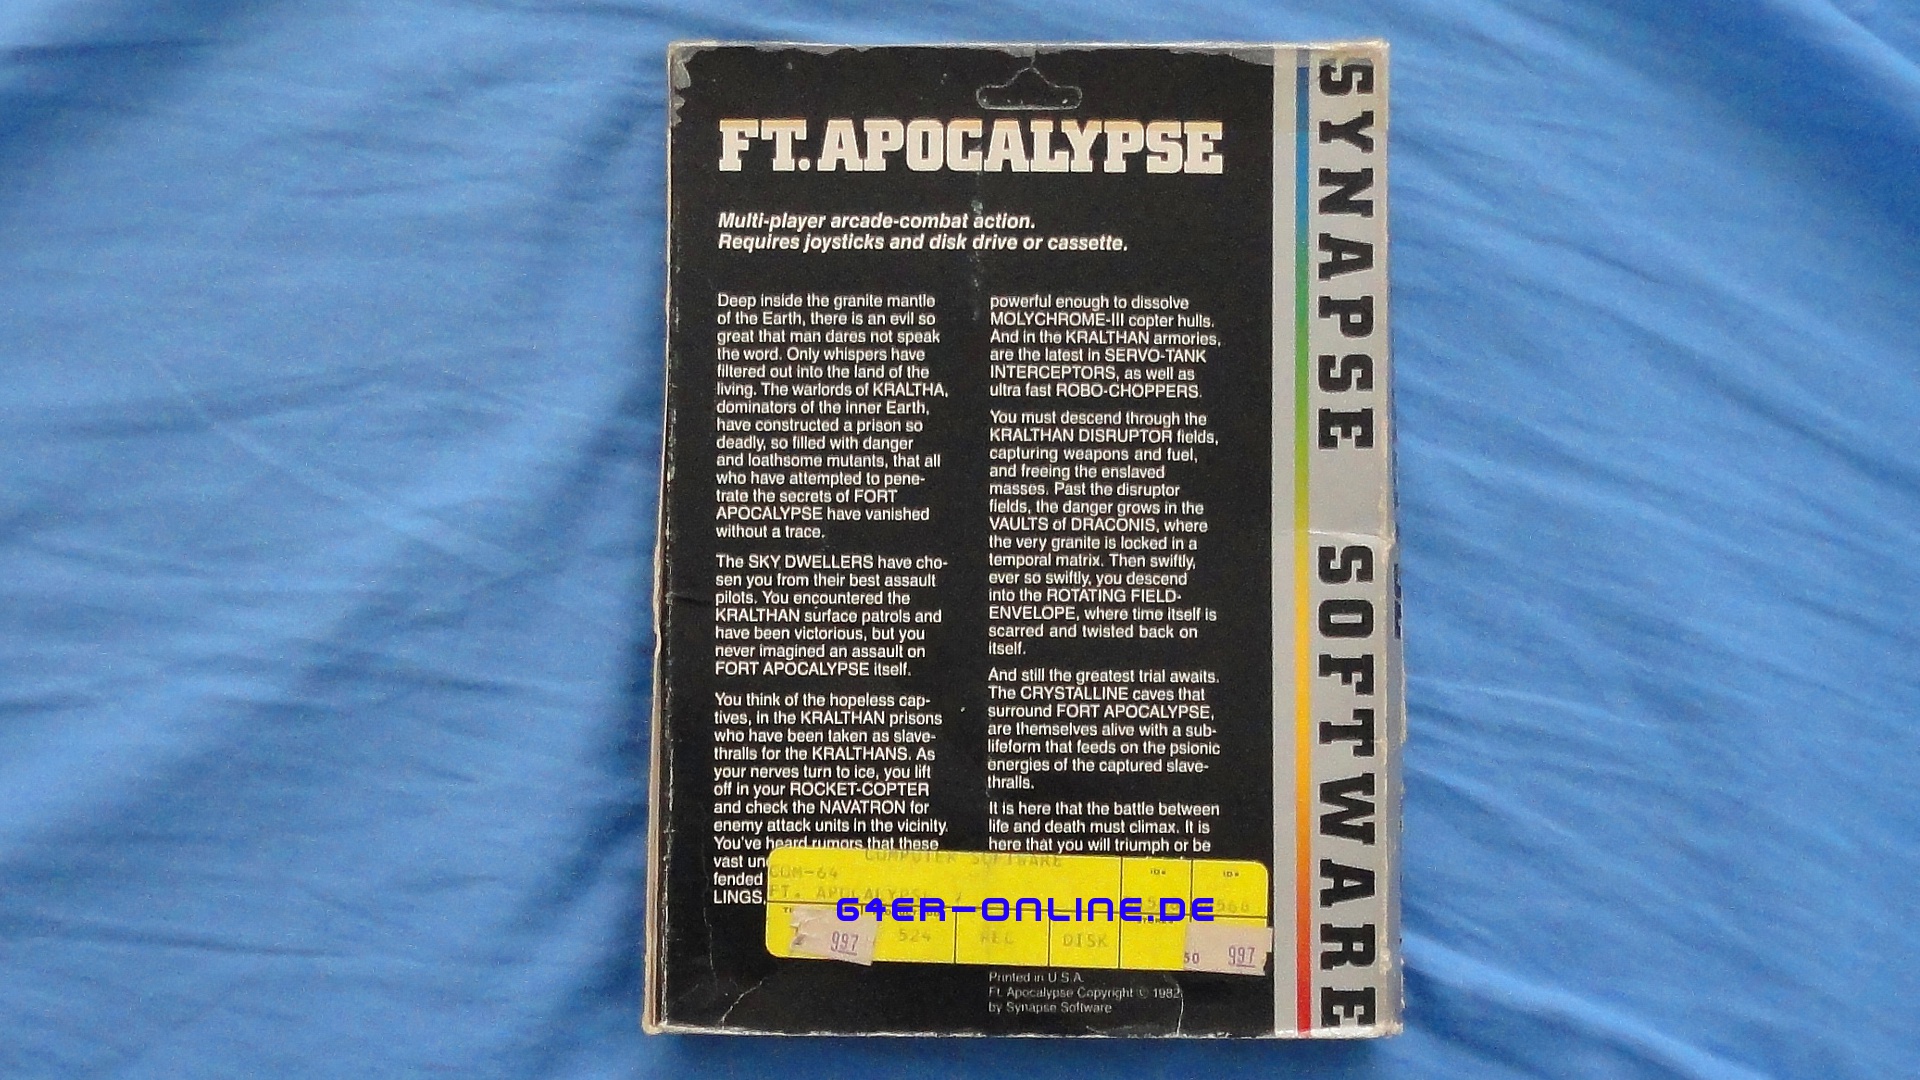 FT. APOCALYPSE
Multi-player arcade-combat action.
Requires joysticks and disk drive or cassette.
Deep inside the granite mantle
of the Earth, there is an evil so
great that man dares not speak
the word. Only whispers have
filtered out into the land of the
living. The warlords of KRALTHA,
dominators of the inner Earth,
have constructed a prison so
deadly, so filled with danger
and loathsome mutants, that all
who have attempted to pene-
trate the secrets of FORT
APOCALYPSE have vanished
without a trace.
The SKY DWELLERS have cho-
sen you from their best assault
pilots. You encountered the
KRALTHAN surface patrols and
have been victorious, but you
never imagined an assault on
FORT APOCALYPSE itself.
You think of the hopeless cap-
tives, in the KRALTHAN prisons
who have been taken as slave-
thralls for the KRALTHANS. As
your nerves turn to ice, you lift
off in your ROCKET-COPTER
and check the NAVATRON for
enemy attack units in the vicinity.
You've heard rumors that these
vast
fended
LINGS,
powerful enough to dissolve
MOLYCHROME-III copter hulls.
And in the KRALTHAN armories,
are the latest in SERVO-TANK
INTERCEPTORS, as well as
ultra fast ROBO-CHOPPERS.
You must descend through the
KRALTHAN DISRUPTOR fields,
capturing weapons and fuel,
and freeing the enslaved
masses. Past the disruptor
fields, the danger grows in the
VAULTS of DRACONIS, where
the very granite is locked in a
temporal matrix. Then swiftly,
ever so swiftly, you descend
into the ROTATING FIELD-
ENVELOPE, where time itself is
scarred and twisted back on
itself.
And still the greatest trial awaits.
The CRYSTALLINE caves that
surround FORT APOCALYPSE,
are themselves alive with a sub-
lifeform that feeds on the psionic
energies of the captured slave-
thralls.
It is here that the battle between
life and death must climax. It is
here that you will triumph or be
COMPUTER SOFTWARE
COM-64
FT. APOCALYPSE
ID# ID#
64ER-ONLINE.DE
524 REG DISK
997 50 997
Printed in U.S.A.
Ft. Apocalypse Copyright © 1982
by Synapse Software
SYNAPSE SOFTWARE